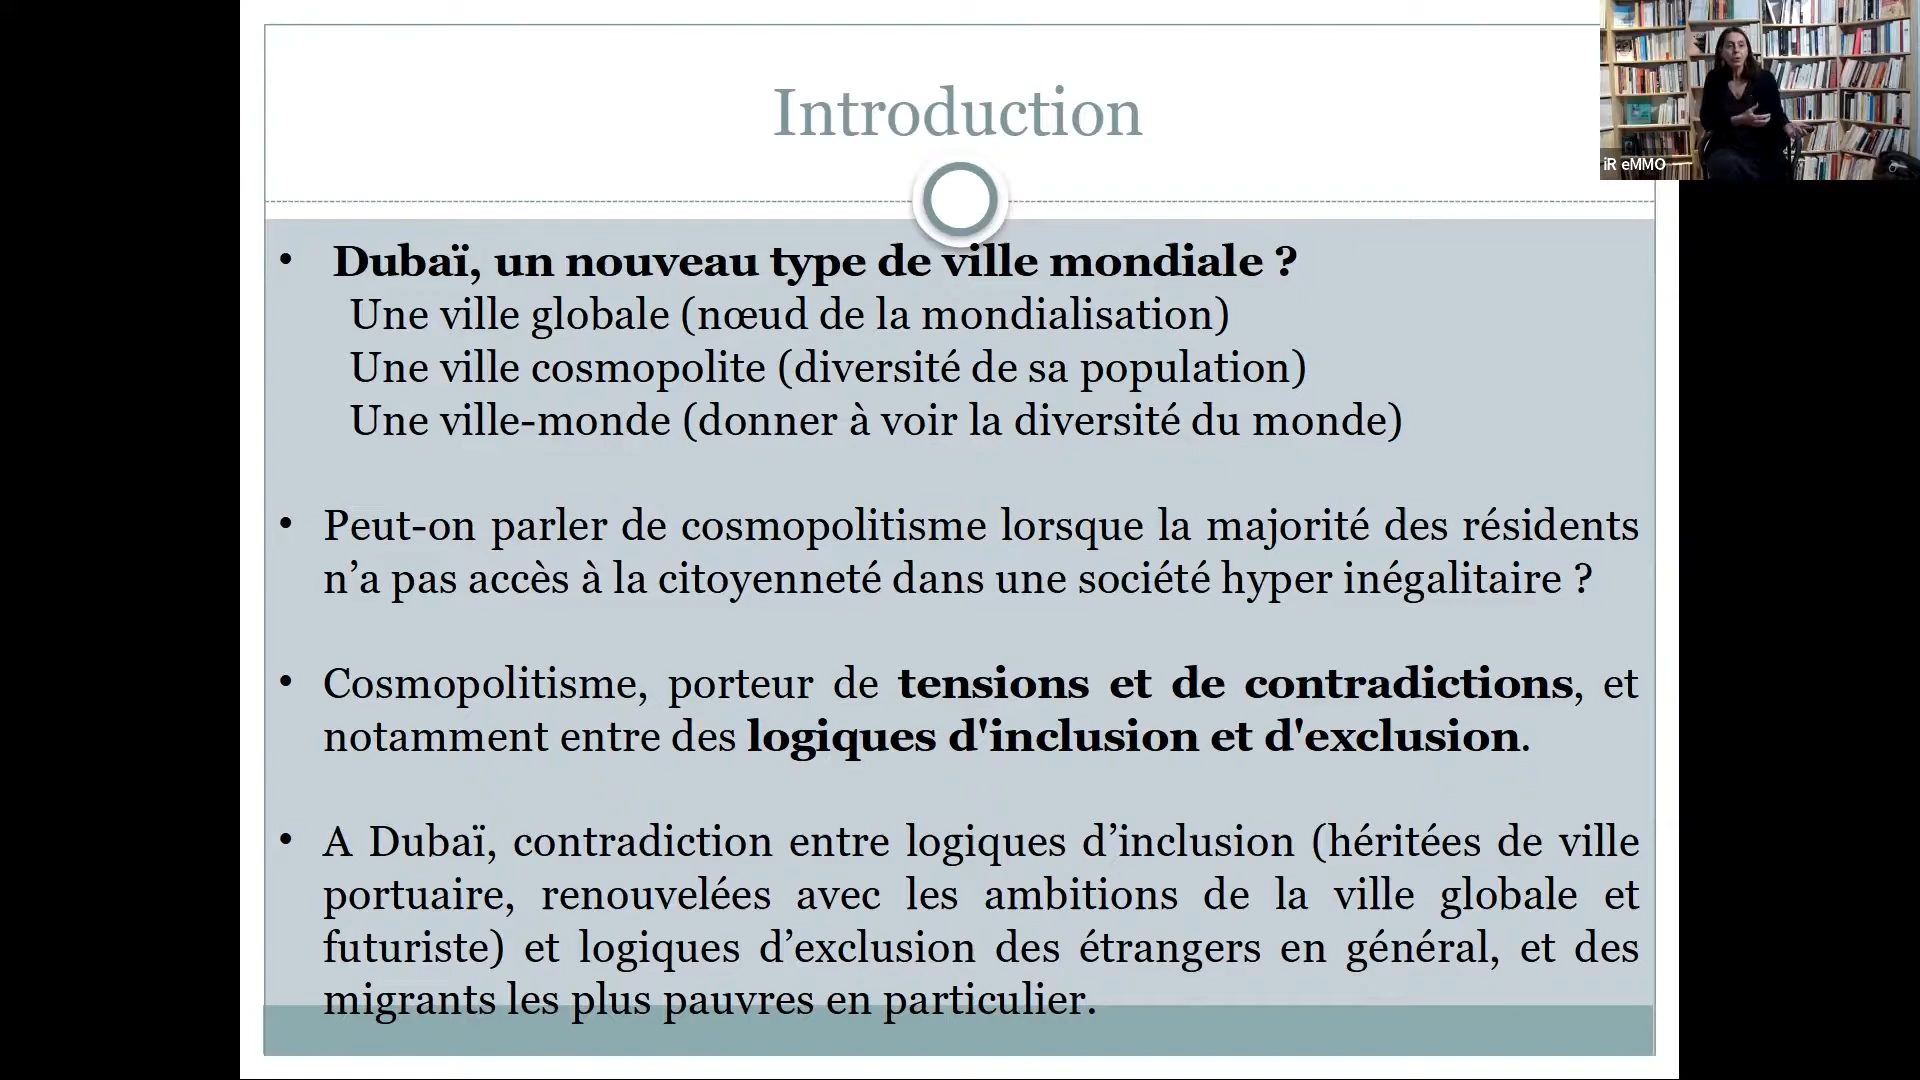 Introduction
iR eMMO
• Dubaï, un nouveau type de ville mondiale ?
Une ville globale (nœud de la mondialisation)
Une ville cosmopolite (diversité de sa population)
Une ville-monde (donner à voir la diversité du monde)
• Peut-on parler de cosmopolitisme lorsque la majorité des résidents
n’a pas accès à la citoyenneté dans une société hyper inégalitaire ?
• Cosmopolitisme, porteur de tensions et de contradictions, et
notamment entre des logiques d'inclusion et d'exclusion.
• A Dubaï, contradiction entre logiques d’inclusion (héritées de ville
portuaire, renouvelées avec les ambitions de la ville globale et
futuriste) et logiques d’exclusion des étrangers en général, et des
migrants les plus pauvres en particulier.